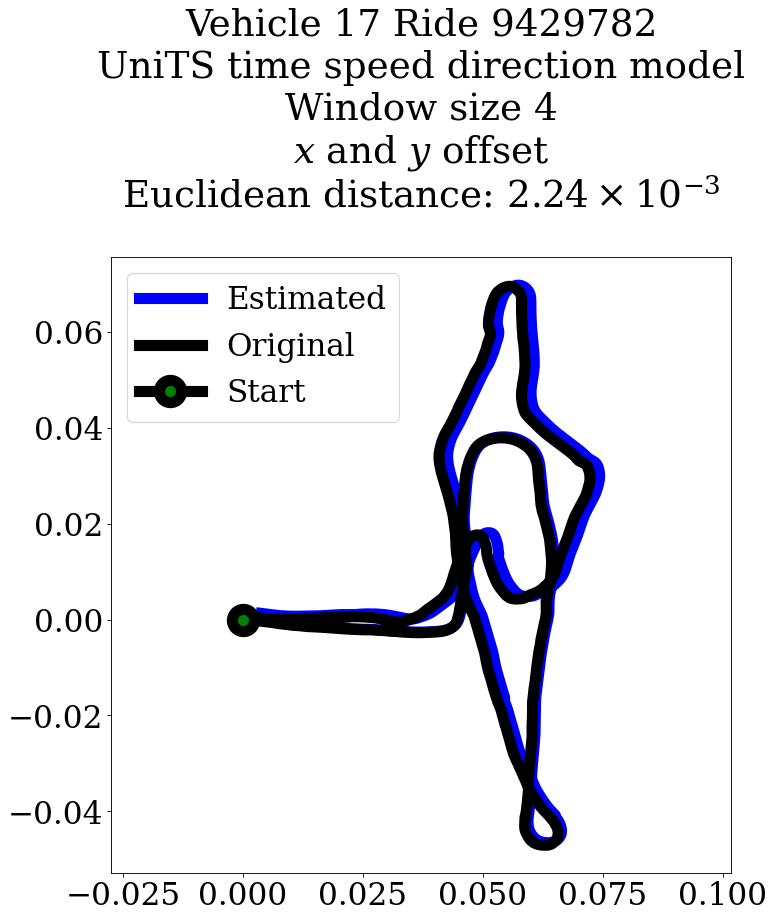 Vehicle 17 Ride 9429782
UniTS time speed direction model
Window size 4
x and y offset
Euclidean distance: 2.24 × 10⁻³
Estimated
Original
Start
0.06
0.04
0.02
0.00
−0.02
−0.04
−0.025 0.000 0.025 0.050 0.075 0.100